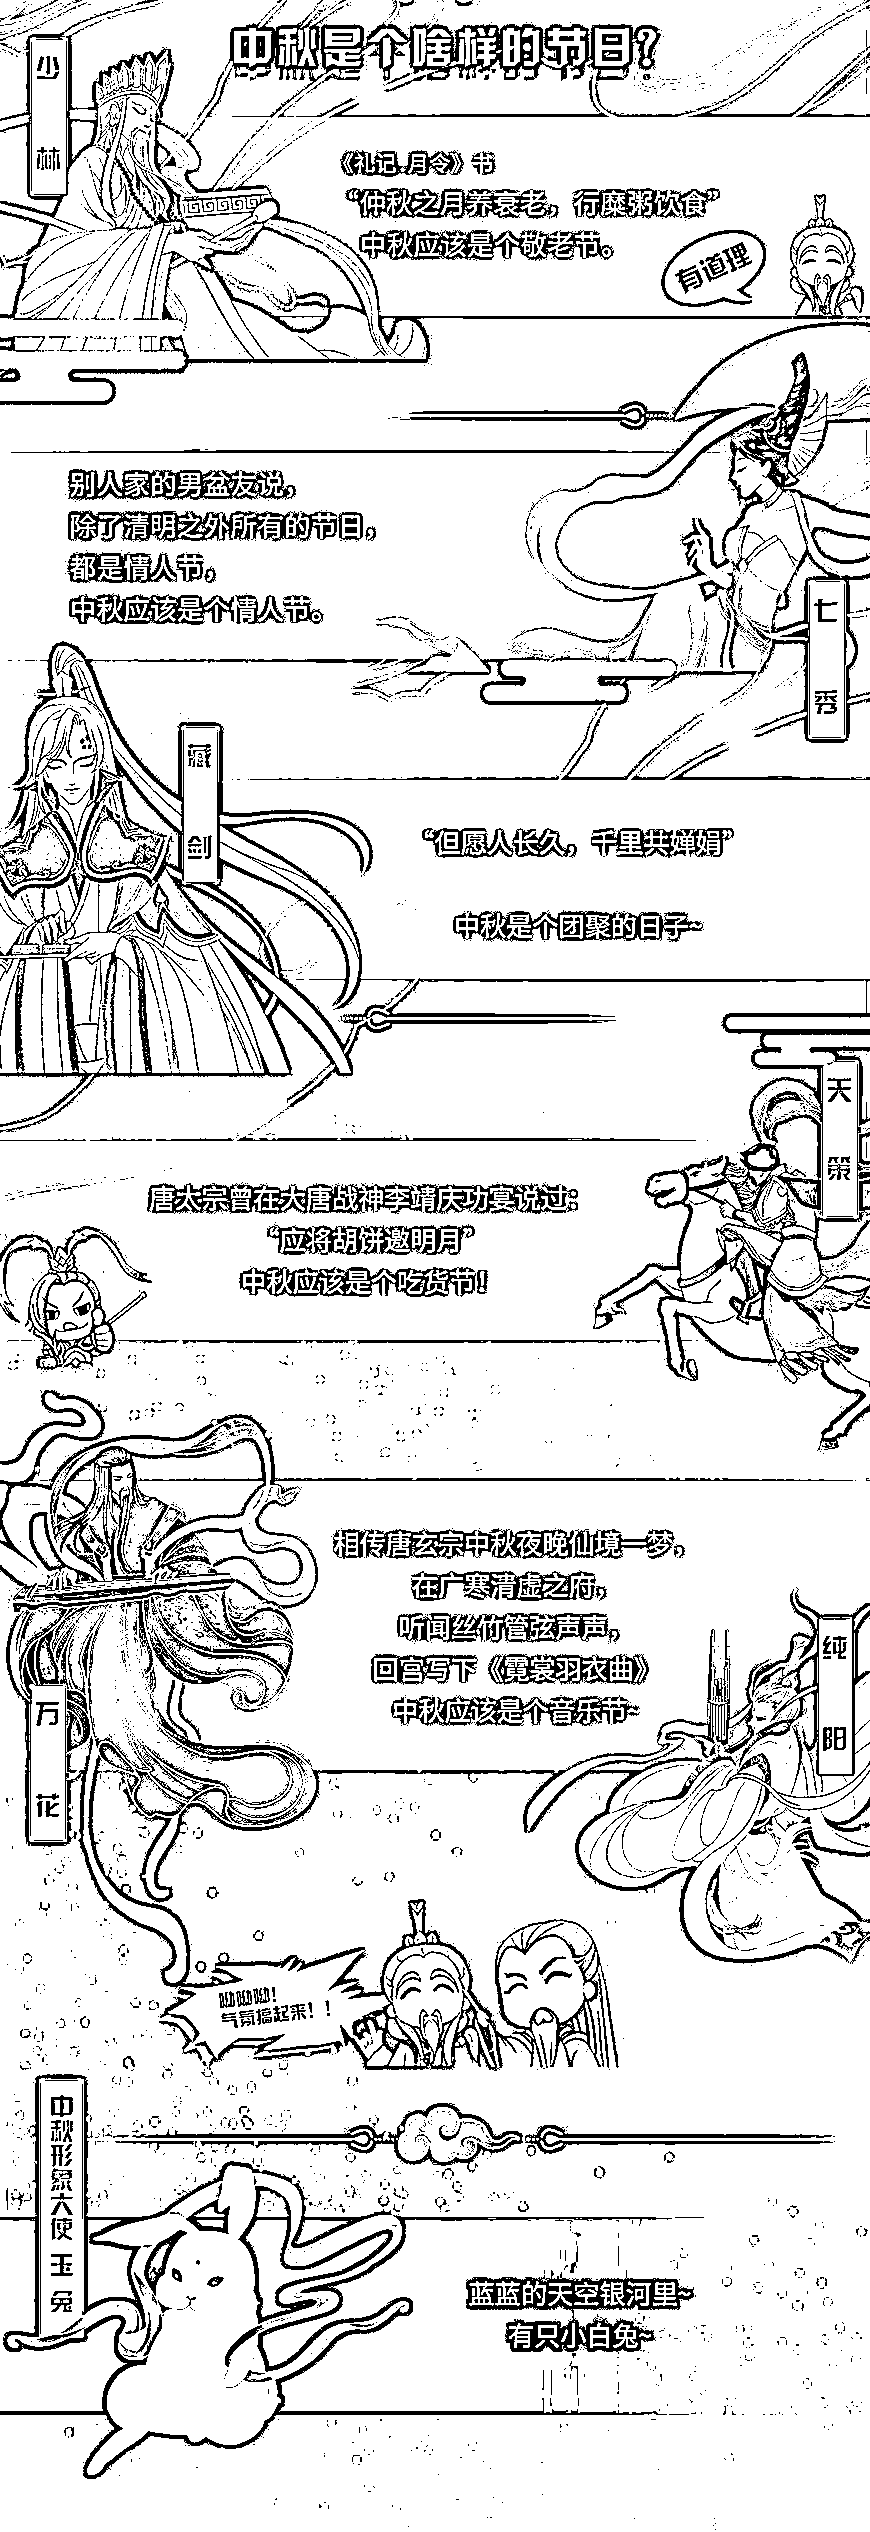 中秋是个啥样的节日?
少林
《礼记.月令》书
“仲秋之月养衰老，行糜粥饮食”
中秋应该是个敬老节。
有道理
别人家的男盆友说，
除了清明之外所有的节日，
都是情人节，
中秋应该是个情人节。
七秀
藏剑
“但愿人长久，千里共婵娟”
中秋是个团聚的日子~
天策
唐太宗曾在大唐战神李靖庆功宴说过：
“应将胡饼邀明月”
中秋应该是个吃货节！
万花
相传唐玄宗中秋夜晚仙境一梦，
在广寒清虚之府，
听闻丝竹管弦声声，
回宫写下《霓裳羽衣曲》
中秋应该是个音乐节~
纯阳
呦呦呦！
气氛搞起来！！
中秋形象大使 玉兔
蓝蓝的天空银河里~
有只小白兔~